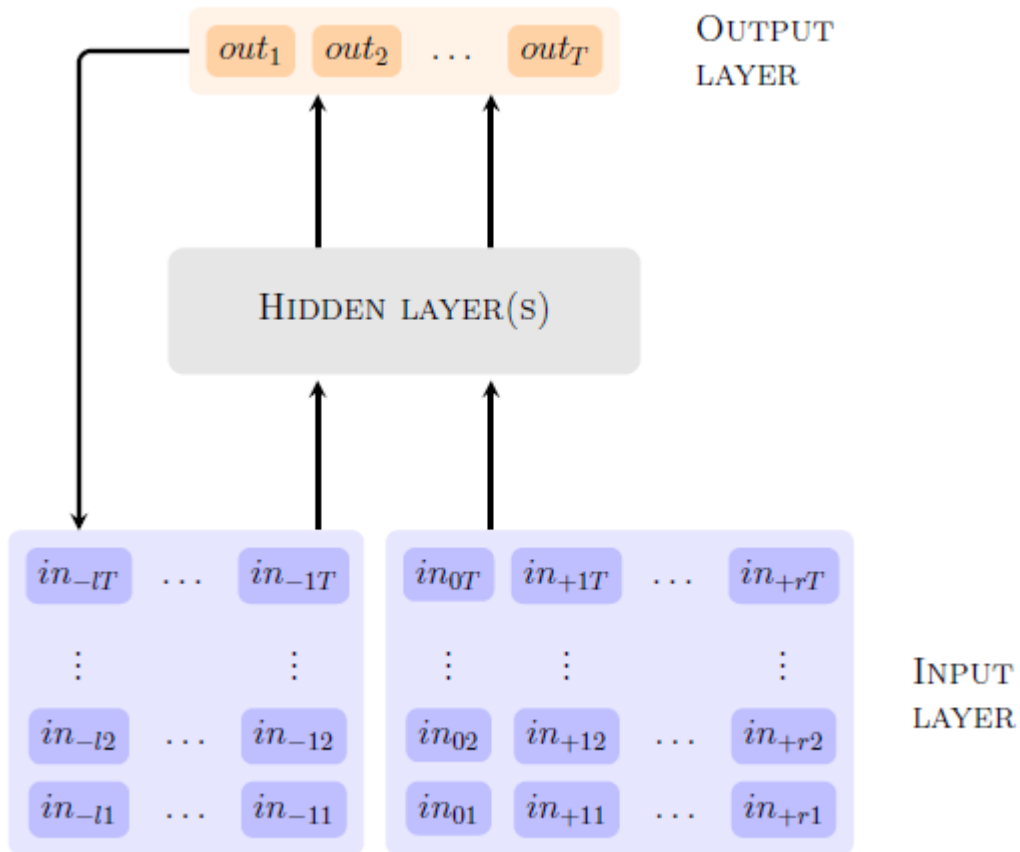 out₁ out₂ ... out_T
OUTPUT
LAYER
HIDDEN LAYER(S)
in₋ₗT ... in₋₁T in₀T in₊₁T ... in₊ᵣT
⋮ ⋮ ⋮ ⋮ ⋮
in₋ₗ₂ ... in₋₁₂ in₀₂ in₊₁₂ ... in₊ᵣ₂
in₋ₗ₁ ... in₋₁₁ in₀₁ in₊₁₁ ... in₊ᵣ₁
INPUT
LAYER